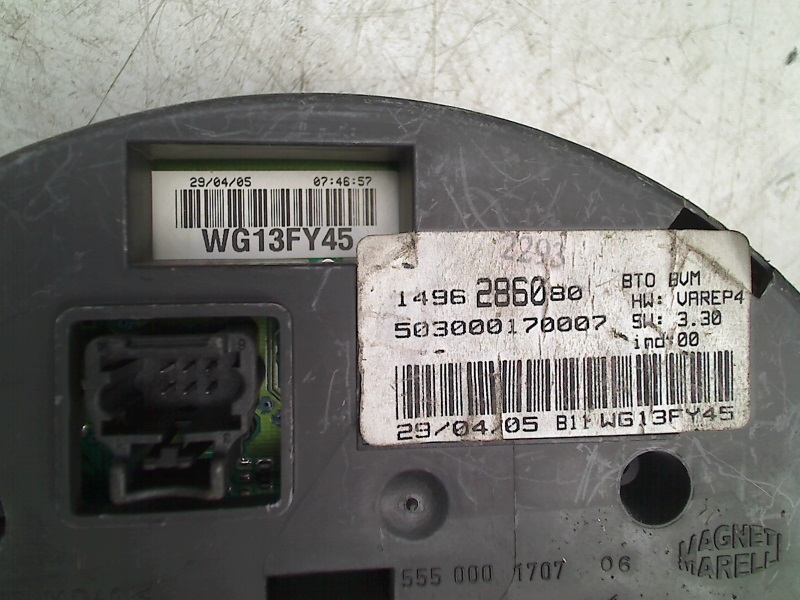 29/04/05 07:46:57
WG13FY45
2293
1496 2860 80 BTO BVM
HW: VAREP4
503000170007 SW: 3.30
ind:00
29/04/05 B11 WG13FY45
MAGNETI
MARELLI
555 000 1707 06